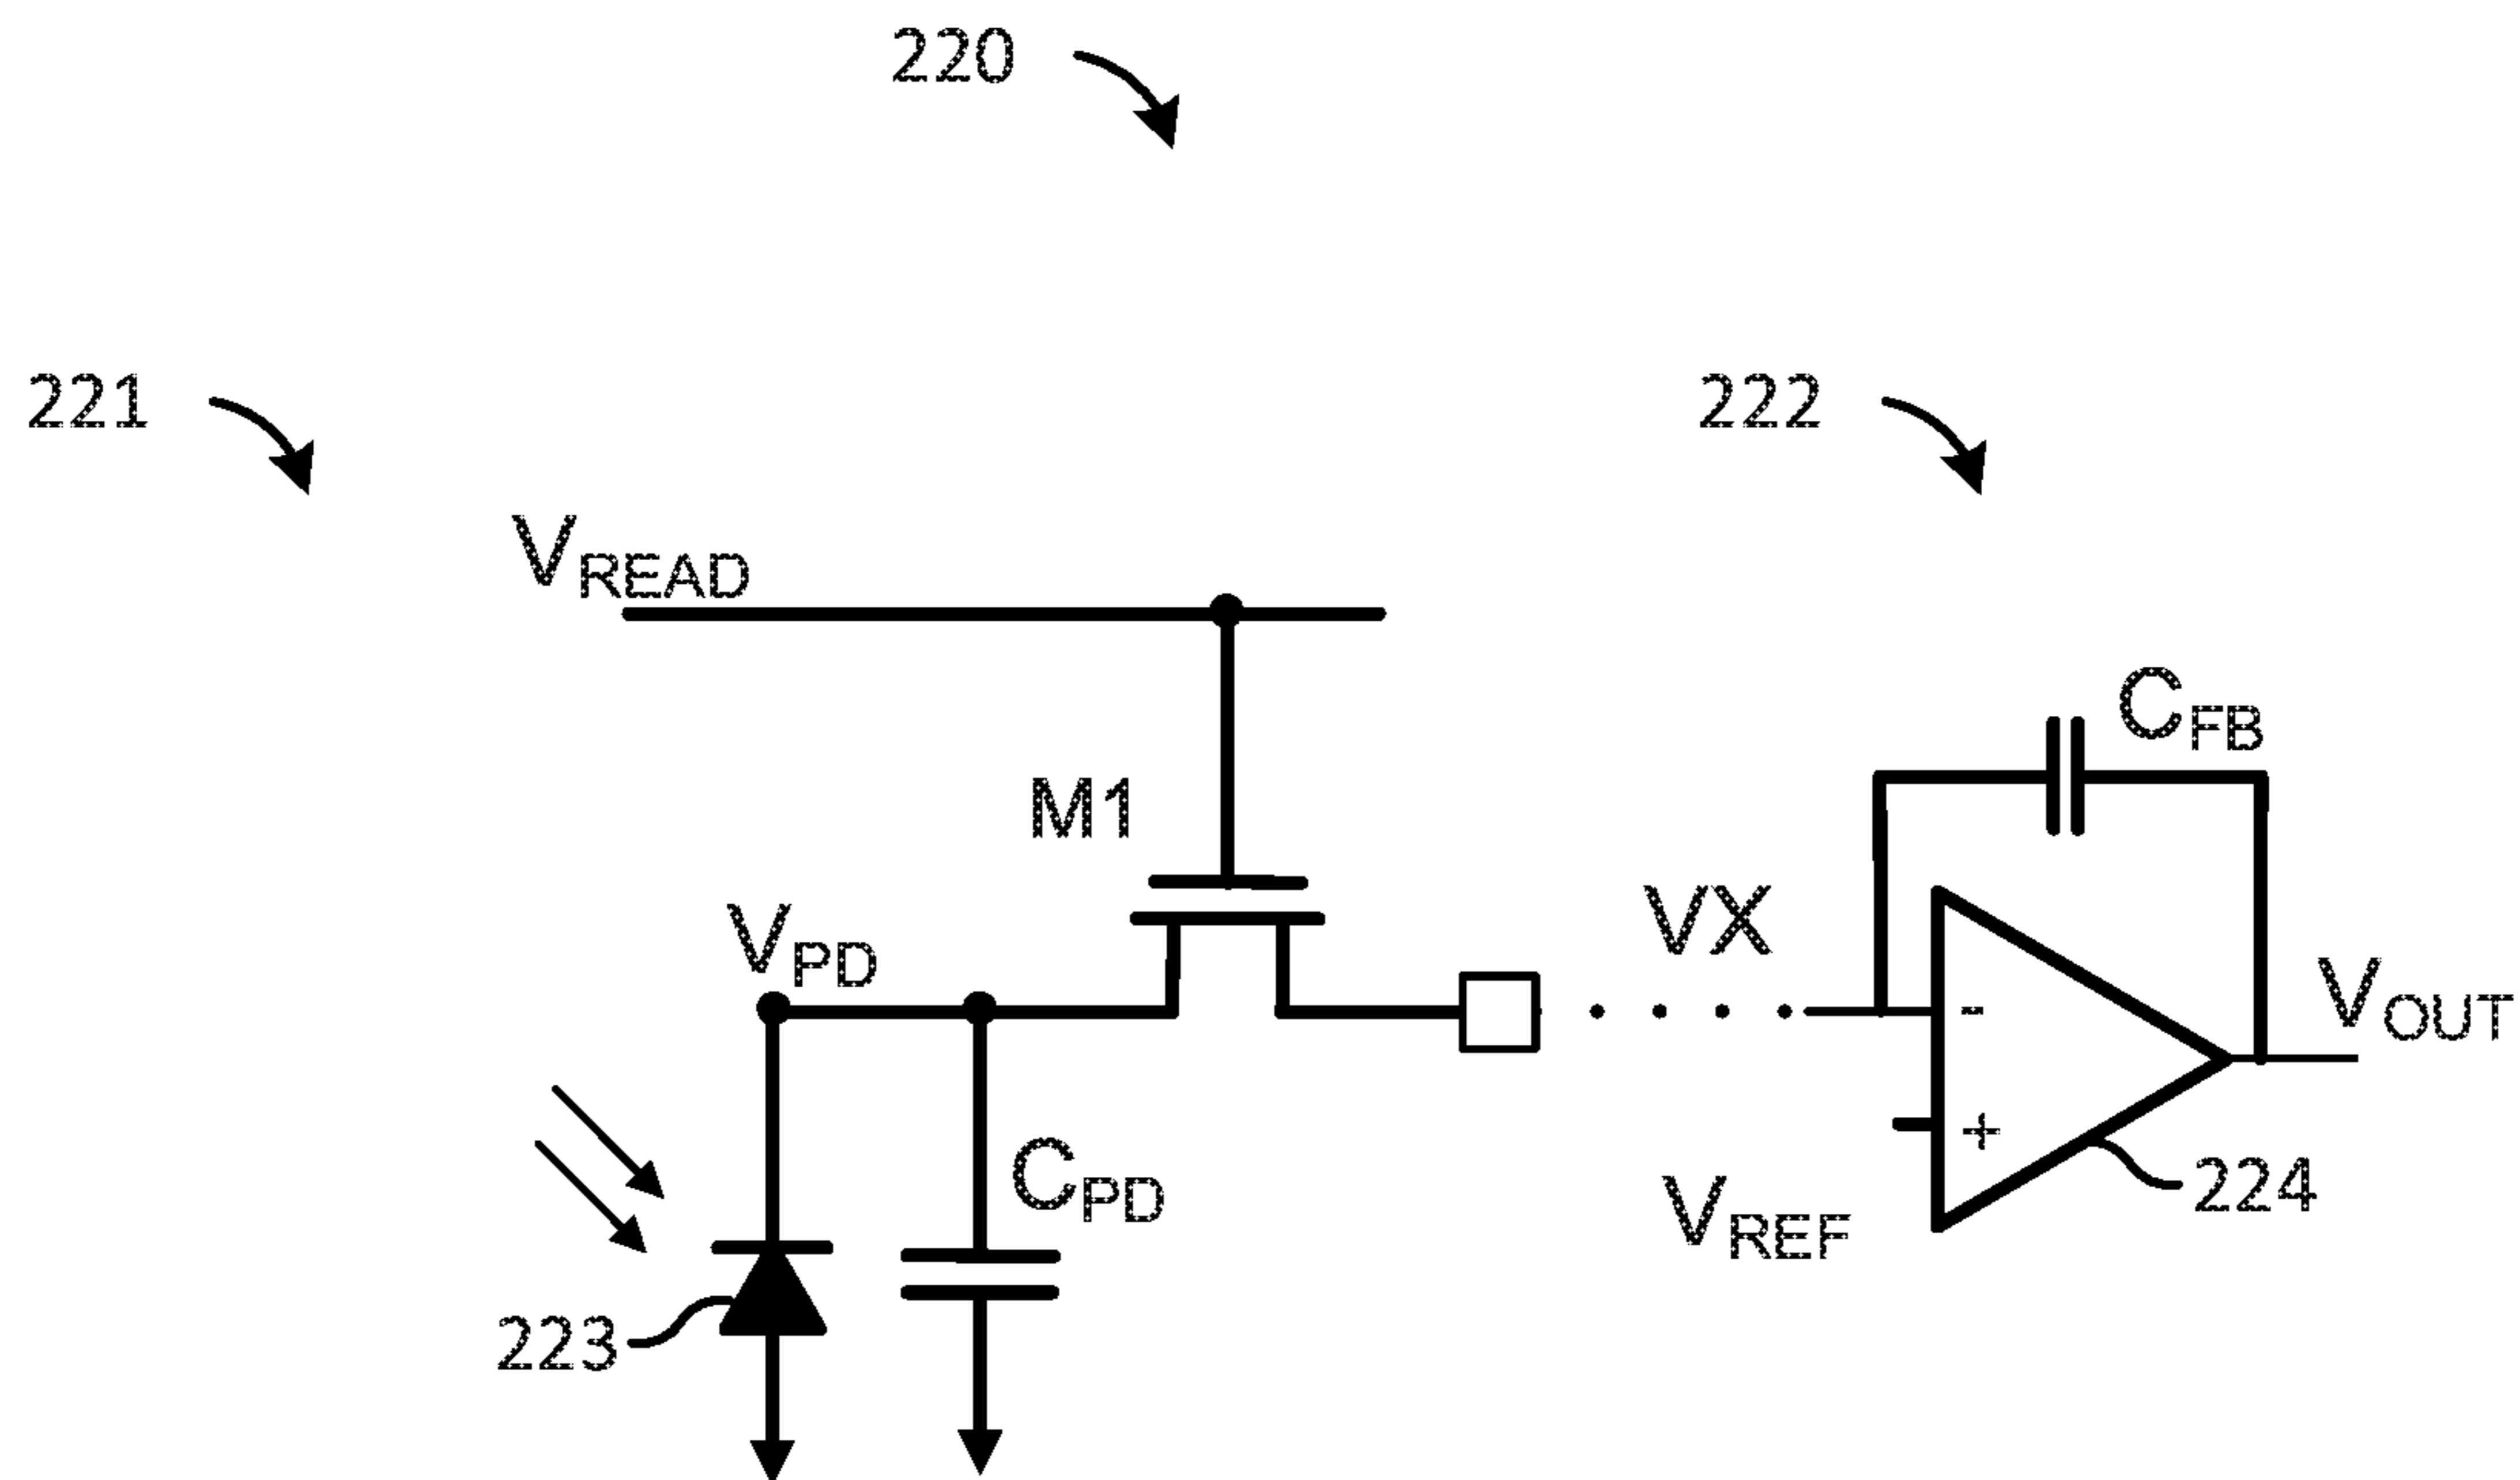 220
221
222
VREAD
CFB
M1
VPD
VX
VOUT
-
+
CPD
VREF
224
223